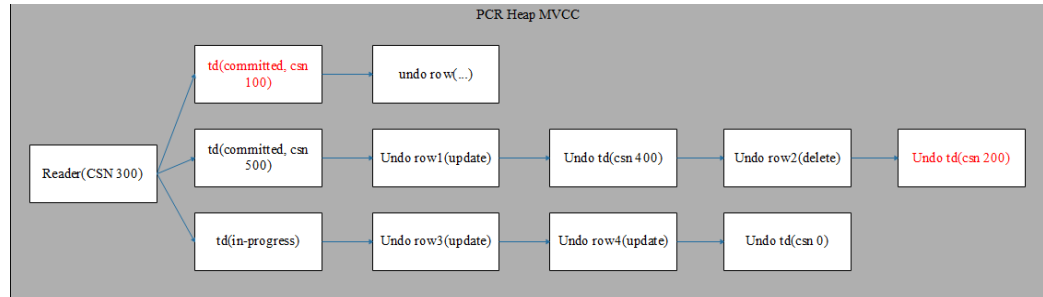 PCR Heap MVCC
td(committed, csn
100)
undo row(...)
Reader(CSN 300)
td(committed, csn
500)
Undo row1(update)
Undo td(csn 400)
Undo row2(delete)
Undo td(csn 200)
td(in-progress)
Undo row3(update)
Undo row4(update)
Undo td(csn 0)